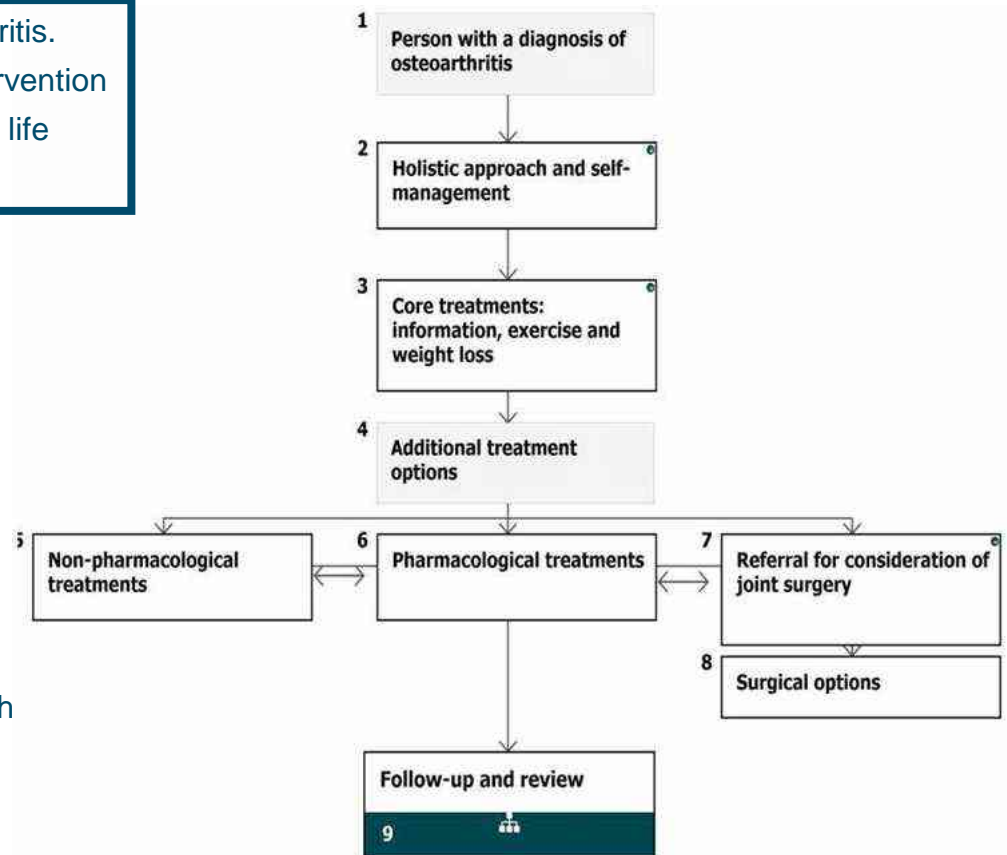 ritis.
rvention
life
1
Person with a diagnosis of
osteoarthritis
2
Holistic approach and self-
management
3
Core treatments:
information, exercise and
weight loss
4
Additional treatment
options
5
Non-pharmacological
treatments
6
Pharmacological treatments
7
Referral for consideration of
joint surgery
8
Surgical options
h
Follow-up and review
9